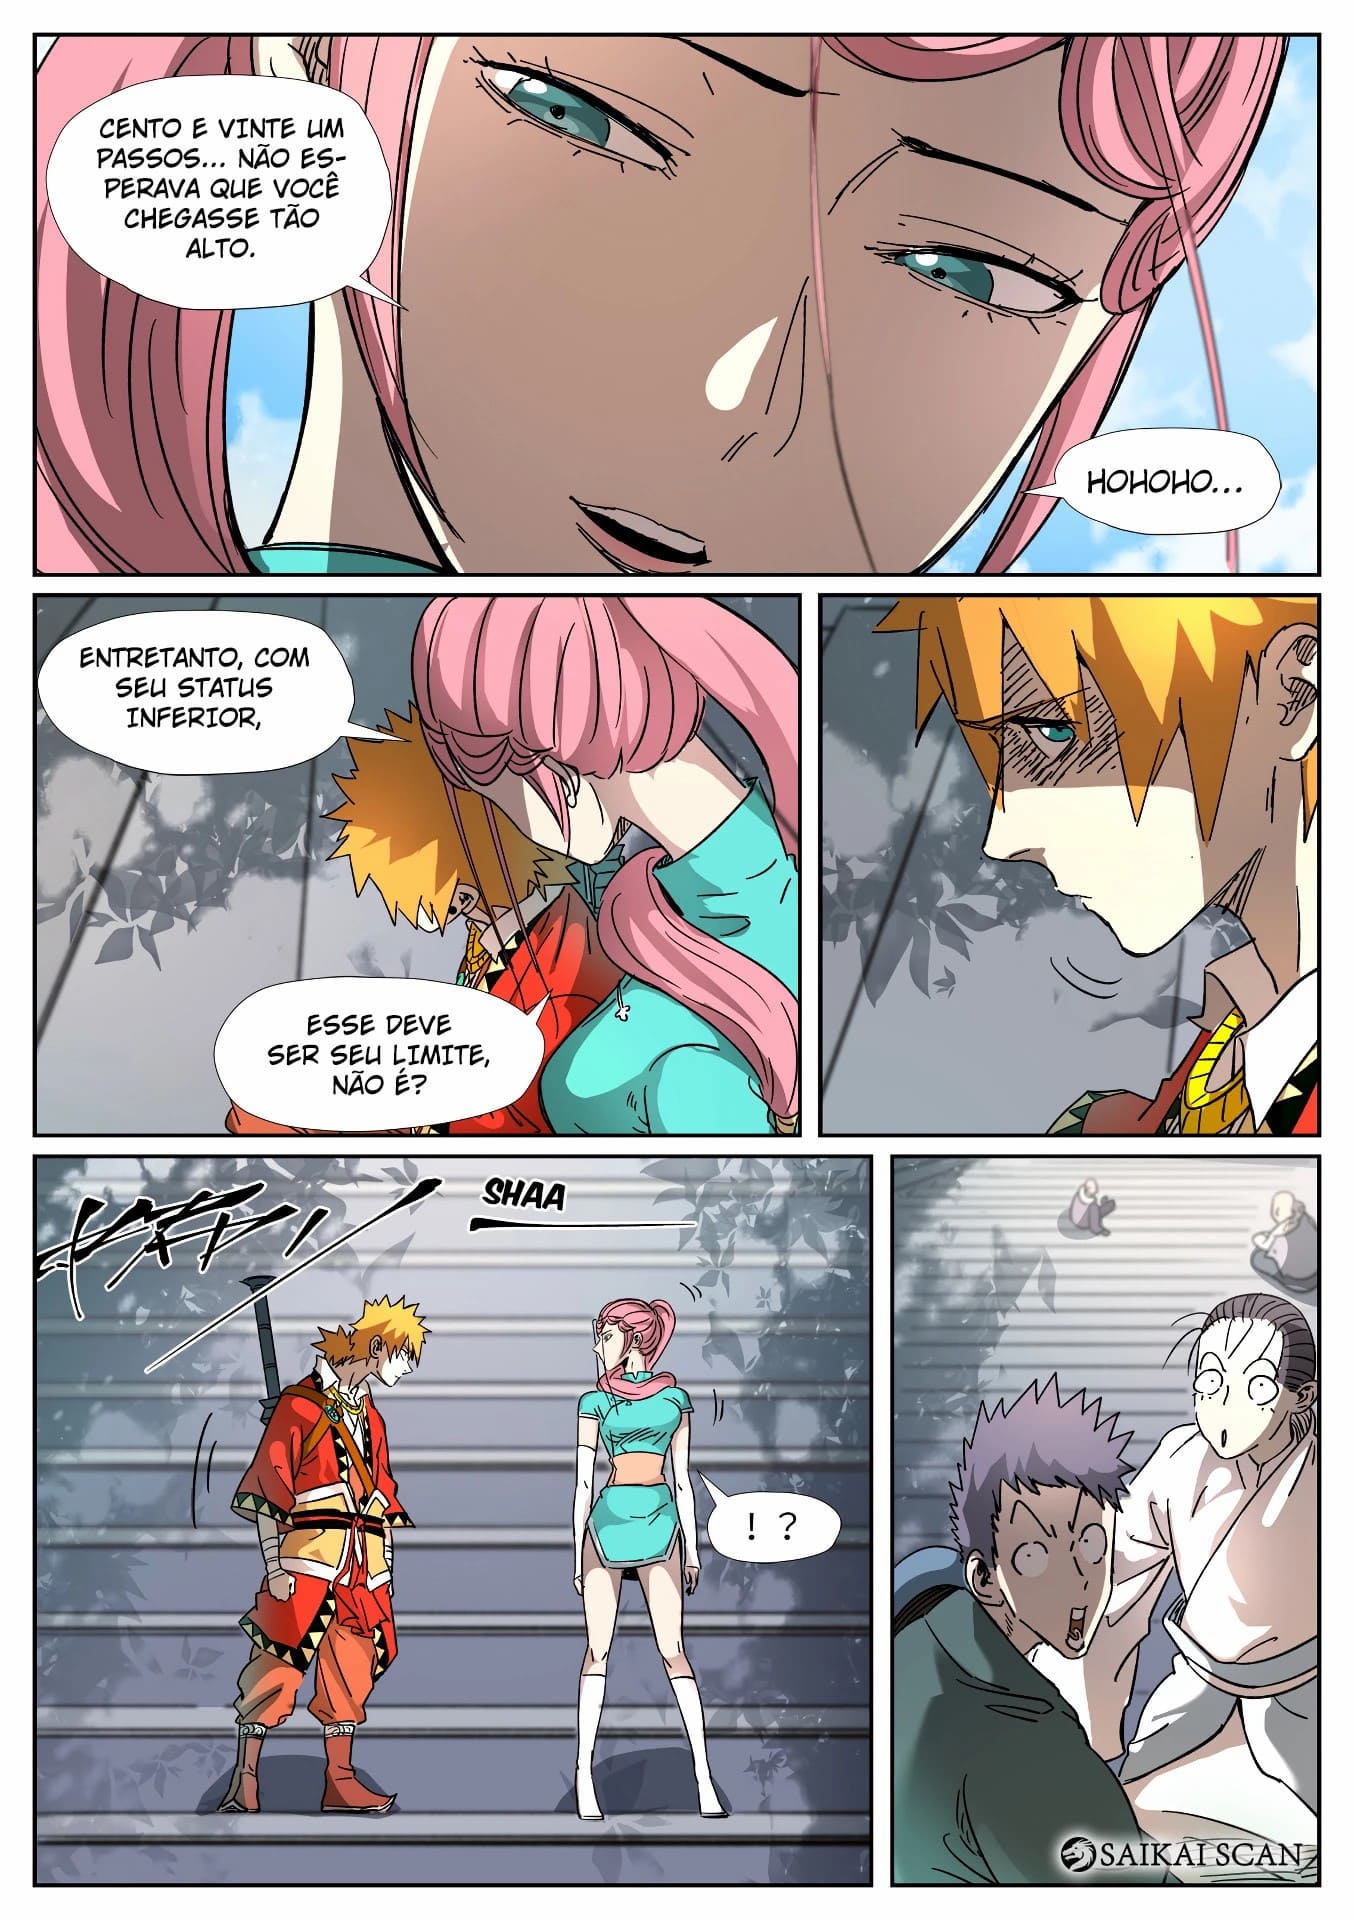 CENTO E VINTE UM
PASSOS... NÃO ES-
PERAVA QUE VOCÊ
CHEGASSE TÃO
ALTO.
HOHOHO...
ENTRETANTO, COM
SEU STATUS
INFERIOR,
ESSE DEVE
SER SEU LIMITE,
NÃO É?
SHAA
！？
SAIKAI SCAN